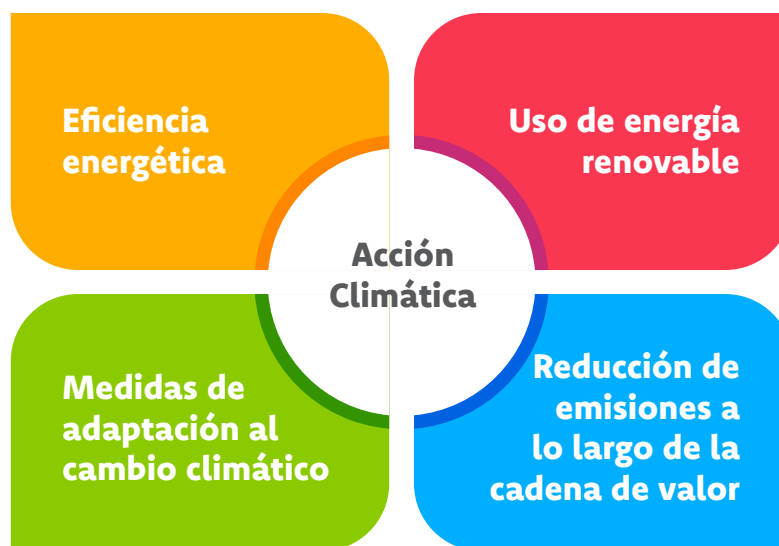 Eficiencia
energética
Uso de energía
renovable
Acción
Climática
Medidas de
adaptación al
cambio climático
Reducción de
emisiones a
lo largo de la
cadena de valor